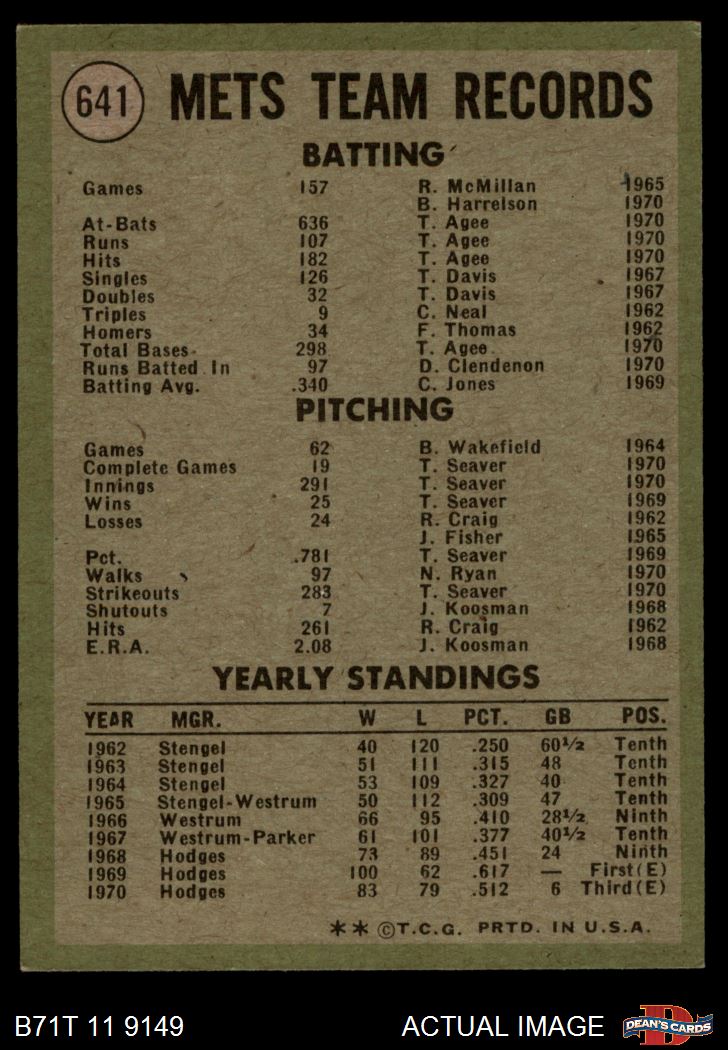 641 METS TEAM RECORDS
BATTING
Games 157 R. McMillan 1965
B. Harrelson 1970
At-Bats 636 T. Agee 1970
Runs 107 T. Agee 1970
Hits 182 T. Agee 1970
Singles 126 T. Davis 1967
Doubles 32 T. Davis 1967
Triples 9 C. Neal 1962
Homers 34 F. Thomas 1962
Total Bases 298 T. Agee 1970
Runs Batted In 97 D. Clendenon 1970
Batting Avg. .340 C. Jones 1969
PITCHING
Games 62 B. Wakefield 1964
Complete Games 19 T. Seaver 1970
Innings 291 T. Seaver 1970
Wins 25 T. Seaver 1969
Losses 24 R. Craig 1962
J. Fisher 1965
Pct. .781 T. Seaver 1969
Walks 97 N. Ryan 1970
Strikeouts 283 T. Seaver 1970
Shutouts 7 J. Koosman 1968
Hits 261 R. Craig 1962
E.R.A. 2.08 J. Koosman 1968
YEARLY STANDINGS
YEAR MGR. W L PCT. GB POS.
1962 Stengel 40 120 .250 60½ Tenth
1963 Stengel 51 111 .315 48 Tenth
1964 Stengel 53 109 .327 40 Tenth
1965 Stengel-Westrum 50 112 .309 47 Tenth
1966 Westrum 66 95 .410 28½ Ninth
1967 Westrum-Parker 61 101 .377 40½ Tenth
1968 Hodges 73 89 .451 24 Ninth
1969 Hodges 100 62 .617 — First(E)
1970 Hodges 83 79 .512 6 Third(E)
** ©T.C.G. PRTD. IN U.S.A.
B71T 11 9149 ACTUAL IMAGE D DEAN'S CARDS